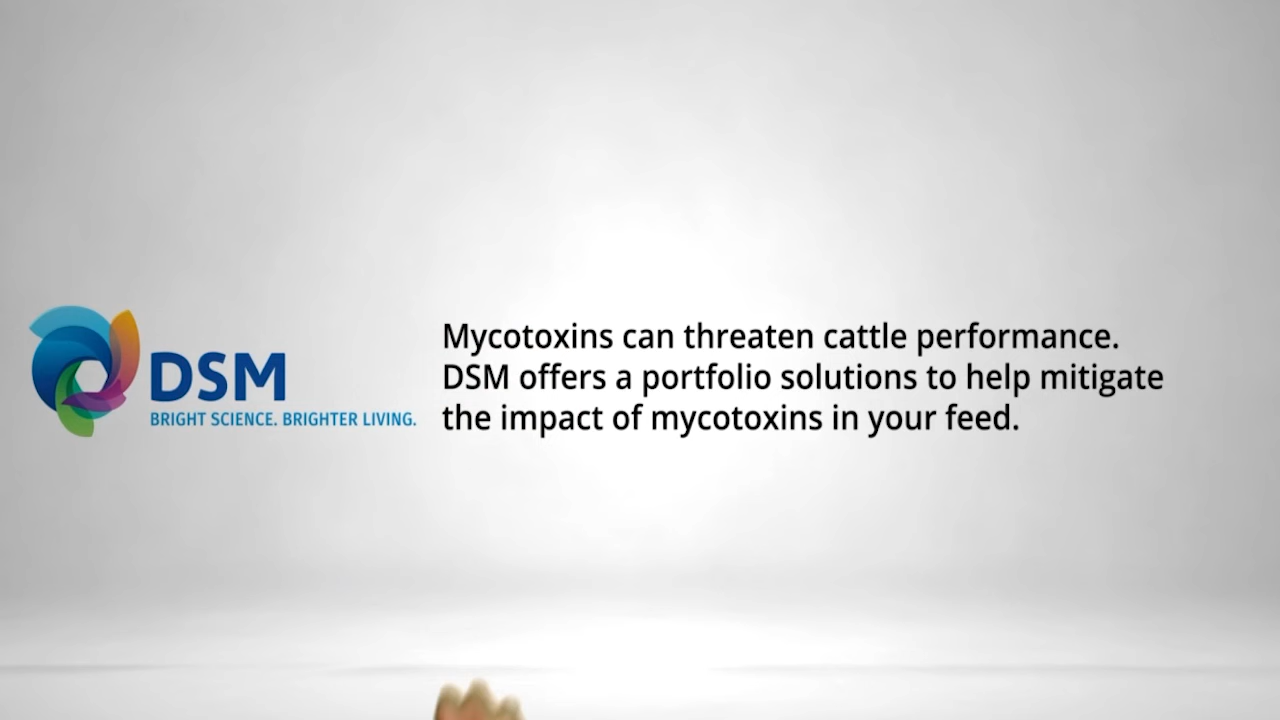 DSM
BRIGHT SCIENCE. BRIGHTER LIVING.
Mycotoxins can threaten cattle performance.
DSM offers a portfolio solutions to help mitigate
the impact of mycotoxins in your feed.